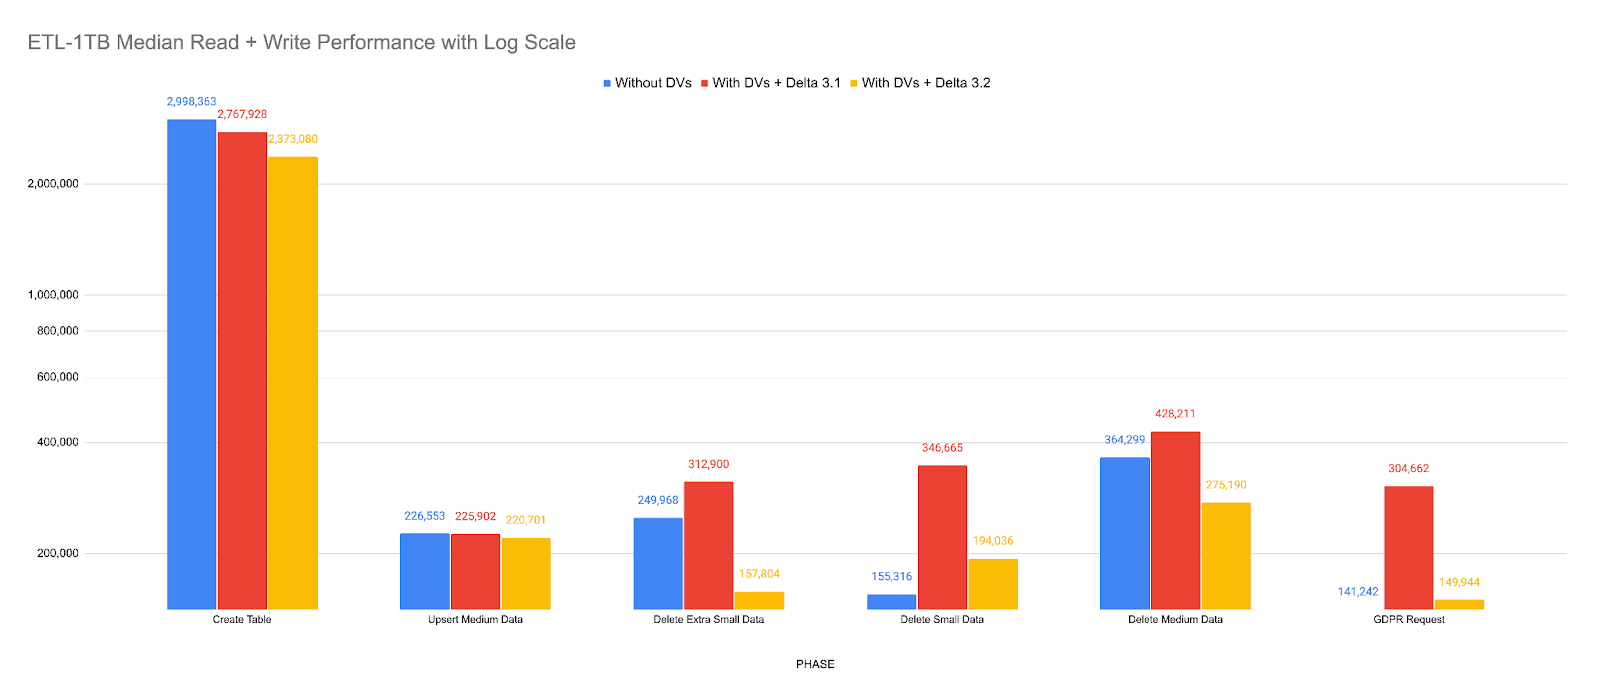 ETL-1TB Median Read + Write Performance with Log Scale
Without DVs With DVs + Delta 3.1 With DVs + Delta 3.2
2,998,363
2,767,928
2,373,080
2,000,000
1,000,000
800,000
600,000
400,000
200,000
226,553 225,902 220,701
249,968 312,900 157,804
155,316 346,665 194,036
364,299 428,211 275,190
141,242 304,662 149,944
Create Table Upsert Medium Data Delete Extra Small Data Delete Small Data Delete Medium Data GDPR Request
PHASE